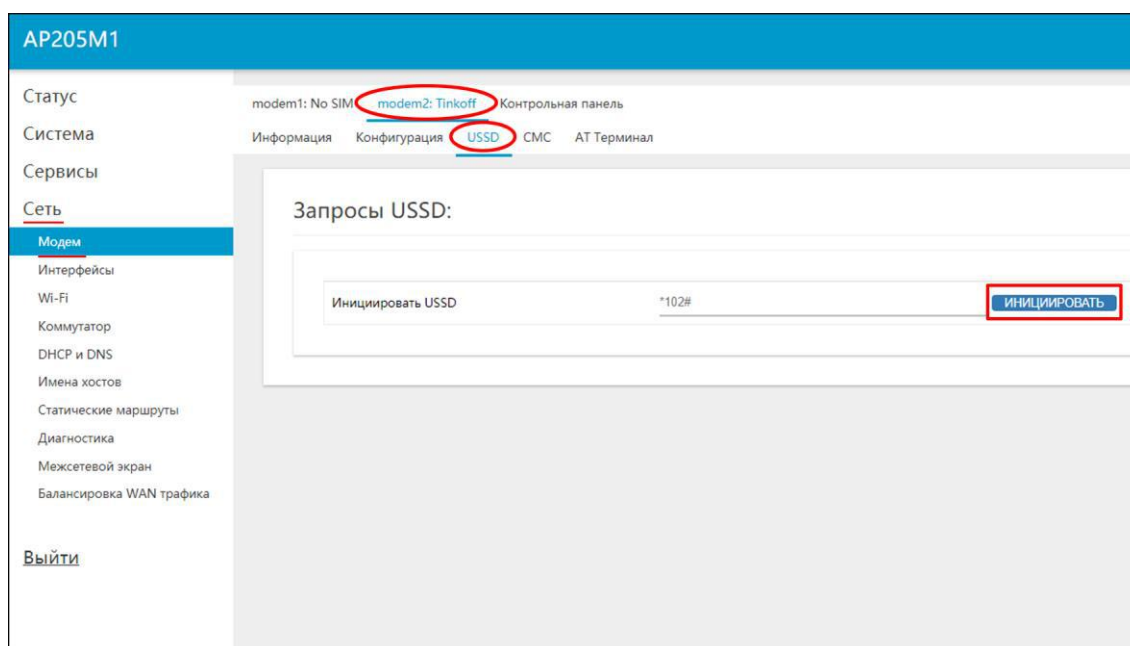 AP205M1
Статус
Система
Сервисы
Сеть
Модем
Интерфейсы
Wi-Fi
Коммутатор
DHCP и DNS
Имена хостов
Статические маршруты
Диагностика
Межсетевой экран
Балансировка WAN трафика
Выйти
modem1: No SIM modem2: Tinkoff Контрольная панель
Информация Конфигурация USSD СМС АТ Терминал
Запросы USSD:
Инициировать USSD *102# ИНИЦИИРОВАТЬ